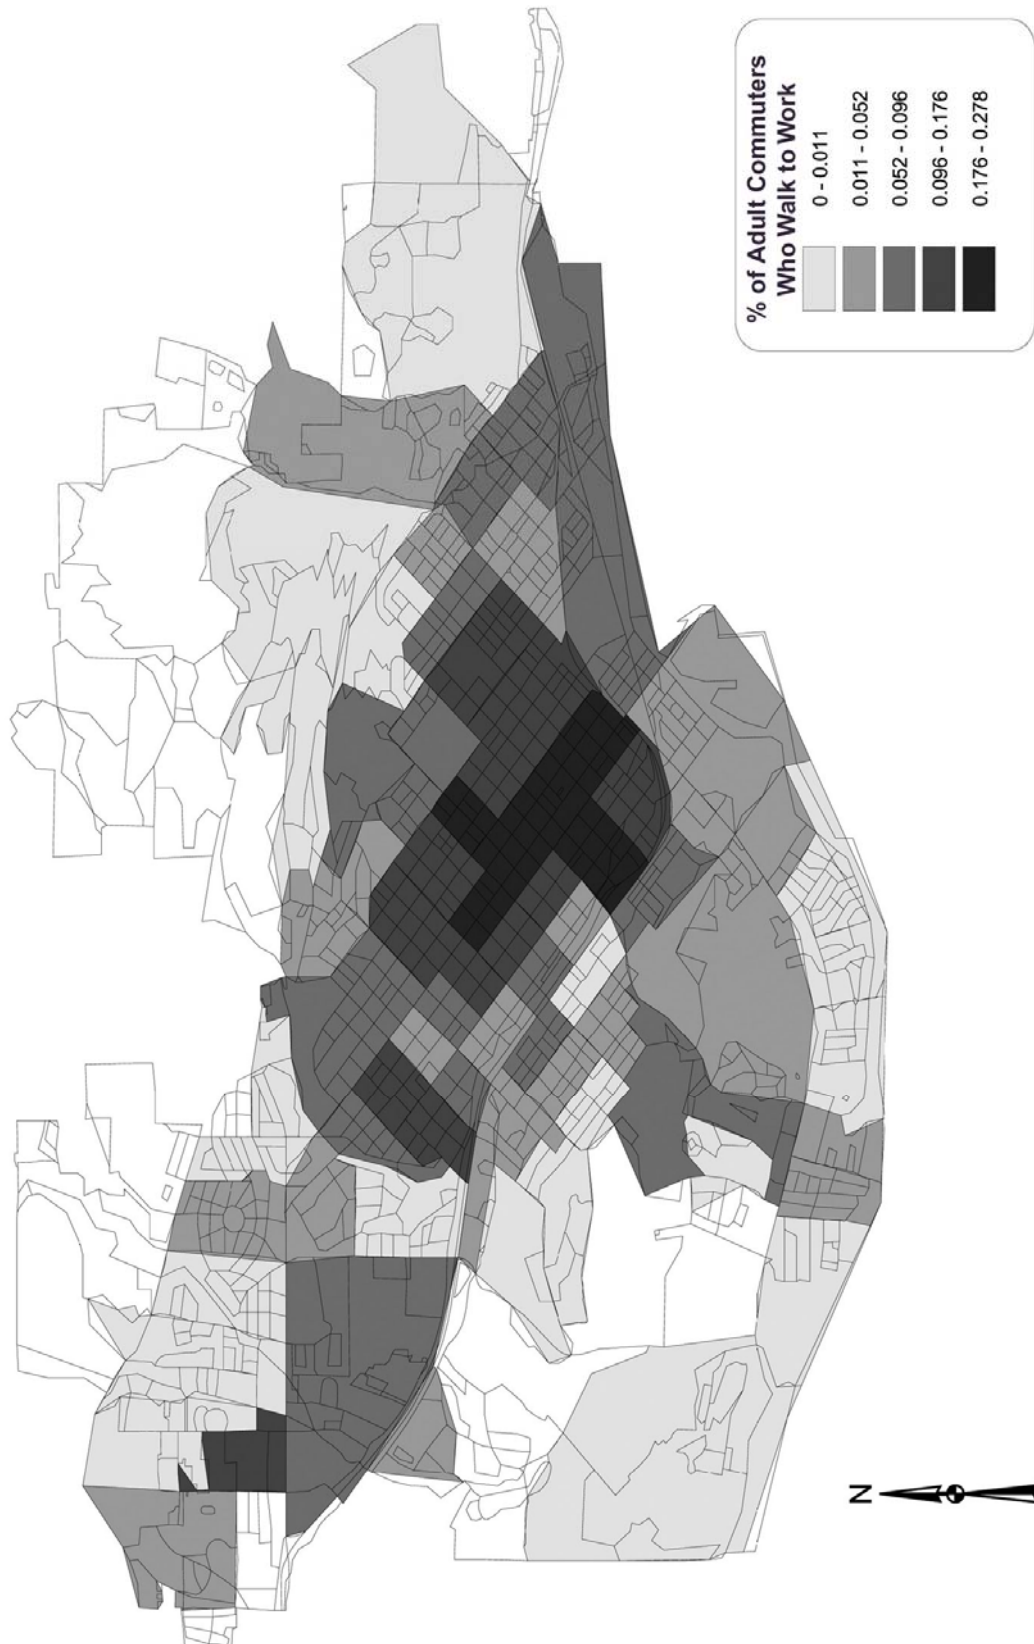 % of Adult Commuters
Who Walk to Work
0 - 0.011
0.011 - 0.052
0.052 - 0.096
0.096 - 0.176
0.176 - 0.278
N